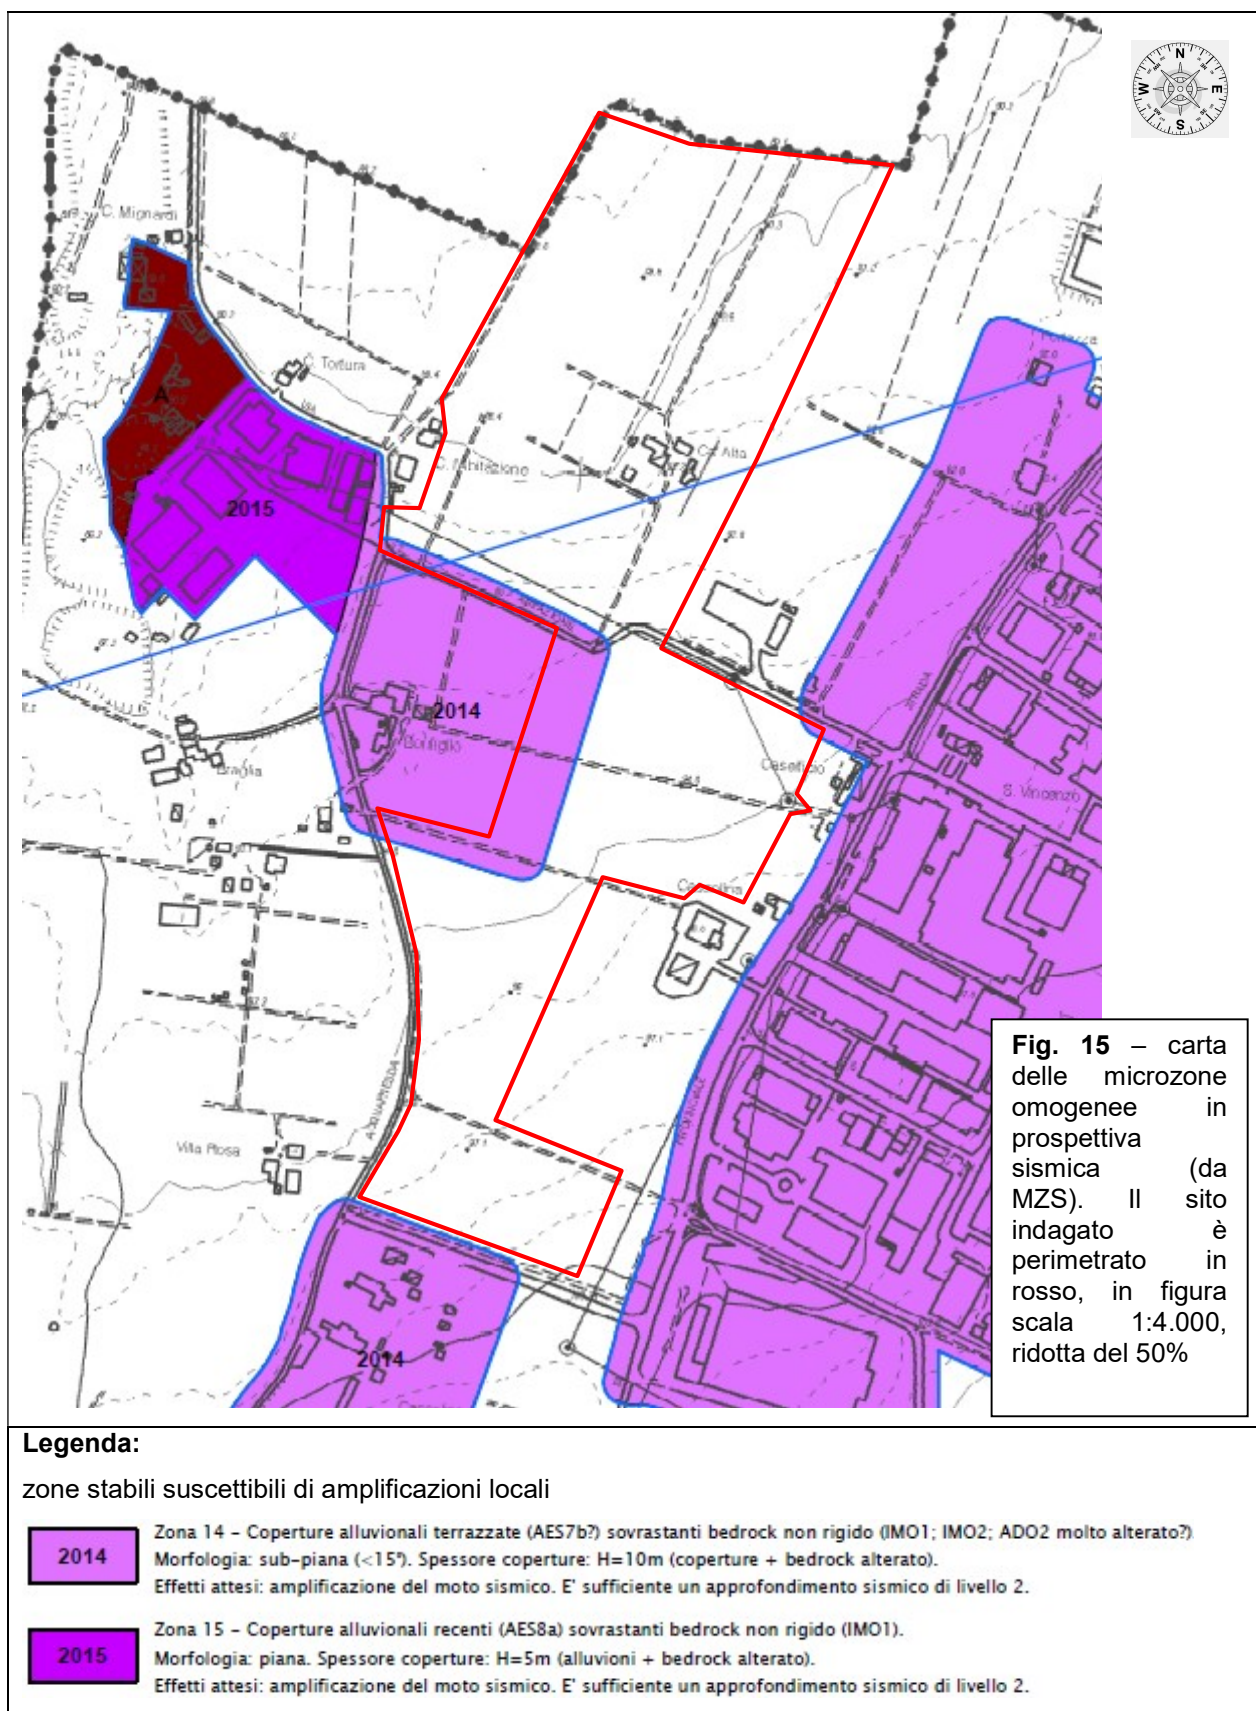 N
W
E
S
C. Mignardi
C. Tortura
VIA
C. l'Abitazione
Ca' Alta
A
2015
2014
Bonfiglio
Braglia
Caseificio
S. Vincenzo
STRADA
Casellina
Villa Rosa
PROVINCIALE
2014
Fig. 15 – carta
delle microzone
omogenee in
prospettiva
sismica (da
MZS). Il sito
indagato è
perimetrato in
rosso, in figura
scala 1:4.000,
ridotta del 50%
Legenda:
zone stabili suscettibili di amplificazioni locali
2014
Zona 14 – Coperture alluvionali terrazzate (AES7b?) sovrastanti bedrock non rigido (IMO1; IMO2; ADO2 molto alterato?)
Morfologia: sub-piana (<15°). Spessore coperture: H=10m (coperture + bedrock alterato).
Effetti attesi: amplificazione del moto sismico. E' sufficiente un approfondimento sismico di livello 2.
2015
Zona 15 – Coperture alluvionali recenti (AES8a) sovrastanti bedrock non rigido (IMO1).
Morfologia: piana. Spessore coperture: H=5m (alluvioni + bedrock alterato).
Effetti attesi: amplificazione del moto sismico. E' sufficiente un approfondimento sismico di livello 2.